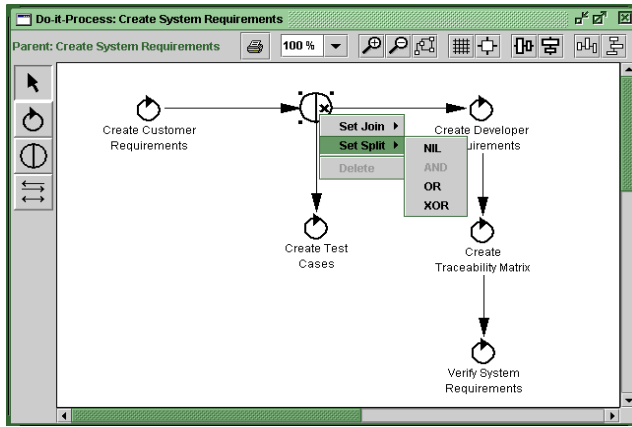 Do-it-Process: Create System Requirements
Parent: Create System Requirements
100 %
Create Customer
Requirements
Set Join
Set Split
Delete
NIL
AND
OR
XOR
Create Developer
uirements
Create Test
Cases
Create
Traceability Matrix
Verify System
Requirements